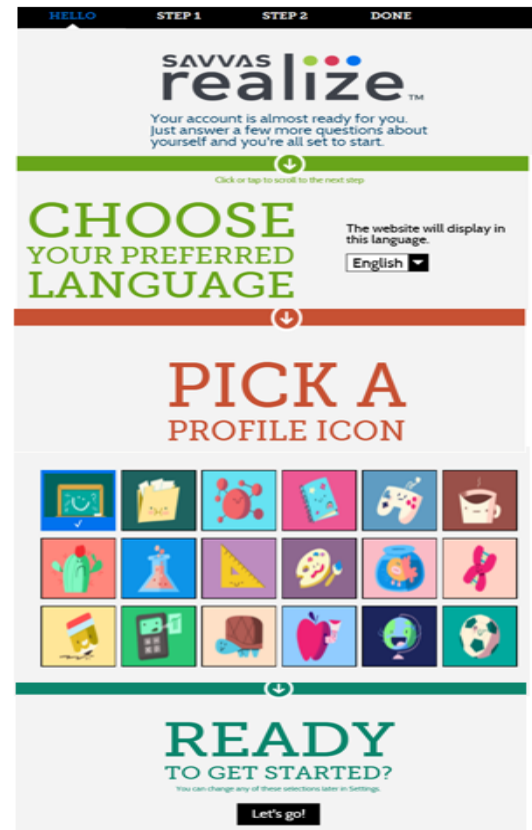 HELLO STEP 1 STEP 2 DONE
SAVVAS
realize™
Your account is almost ready for you.
Just answer a few more questions about
yourself and you're all set to start.
Click or tap to scroll to the next step
CHOOSE
YOUR PREFERRED
LANGUAGE
The website will display in
this language.
English
PICK A
PROFILE ICON
READY
TO GET STARTED?
You can change any of these selections later in Settings.
Let's go!